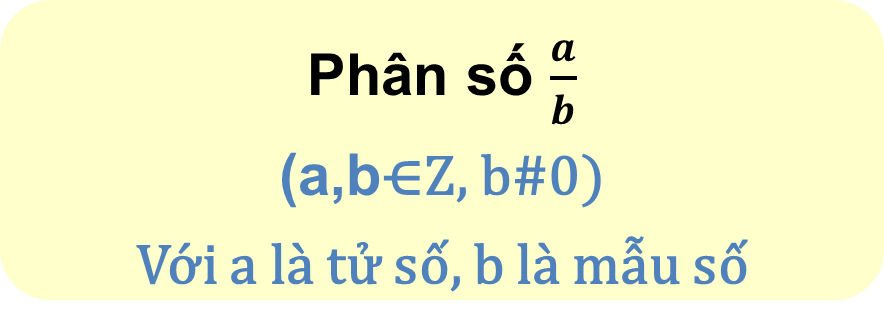 Phân số a/b
(a,b∈Z, b#0)
Với a là tử số, b là mẫu số